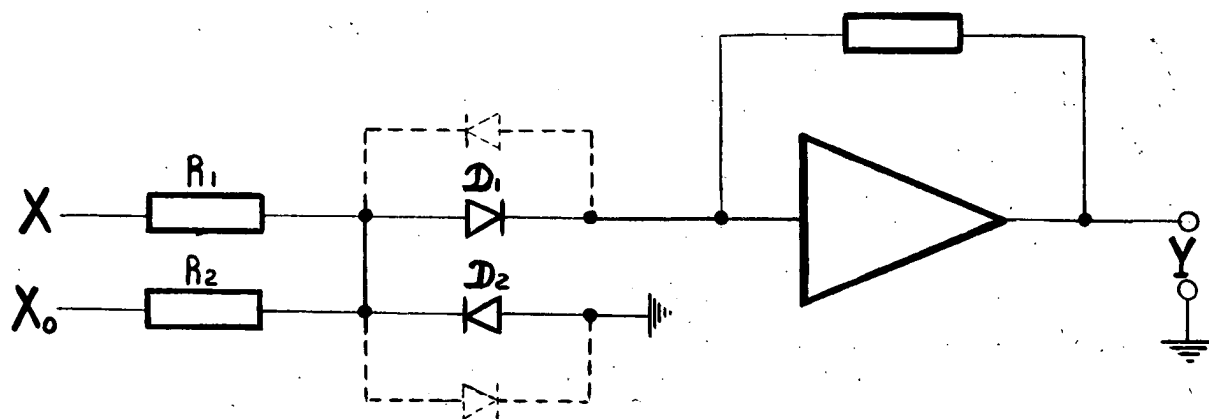 R₁
D₁
X
R₂
D₂
X₀
Y